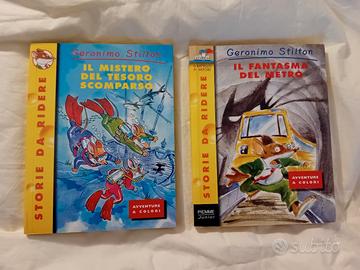 Geronimo Stilton
IL MISTERO
DEL TESORO
SCOMPARSO
STORIE DA RIDERE
AVVENTURE
A COLORI
Geronimo Stilton
IL FANTASMA
DEL METRÒ
STORIE DA RIDERE
AVVENTURE
A COLORI
PIEMME
Junior
subito